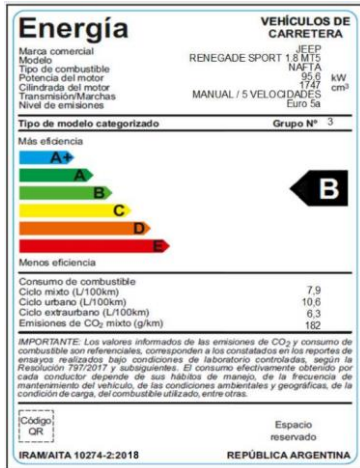 Energía
VEHÍCULOS DE
CARRETERA
Marca comercial JEEP
Modelo RENEGADE SPORT 1.8 MT5
Tipo de combustible NAFTA
Potencia del motor 95,6 kW
Cilindrada del motor 1747 cm³
Transmisión/Marchas MANUAL / 5 VELOCIDADES
Nivel de emisiones Euro 5a
Tipo de modelo categorizado Grupo Nº 3
Más eficiencia
A+
A
B
B
C
D
E
Menos eficiencia
Consumo de combustible
Ciclo mixto (L/100km) 7,9
Ciclo urbano (L/100km) 10,6
Ciclo extraurbano (L/100km) 6,3
Emisiones de CO₂ mixto (g/km) 182
IMPORTANTE: Los valores informados de las emisiones de CO₂ y consumo de
combustible son referenciales, corresponden a los constatados en los reportes de
ensayos realizados bajo condiciones de laboratorio controladas, según la
Resolución 797/2017 y subsiguientes. El consumo efectivamente obtenido por
cada conductor depende de sus hábitos de manejo, de la frecuencia de
mantenimiento del vehículo, de las condiciones ambientales y geográficas, de la
condición de carga, del combustible utilizado, entre otras.
Código
QR
Espacio
reservado
IRAM/AITA 10274-2:2018 REPÚBLICA ARGENTINA